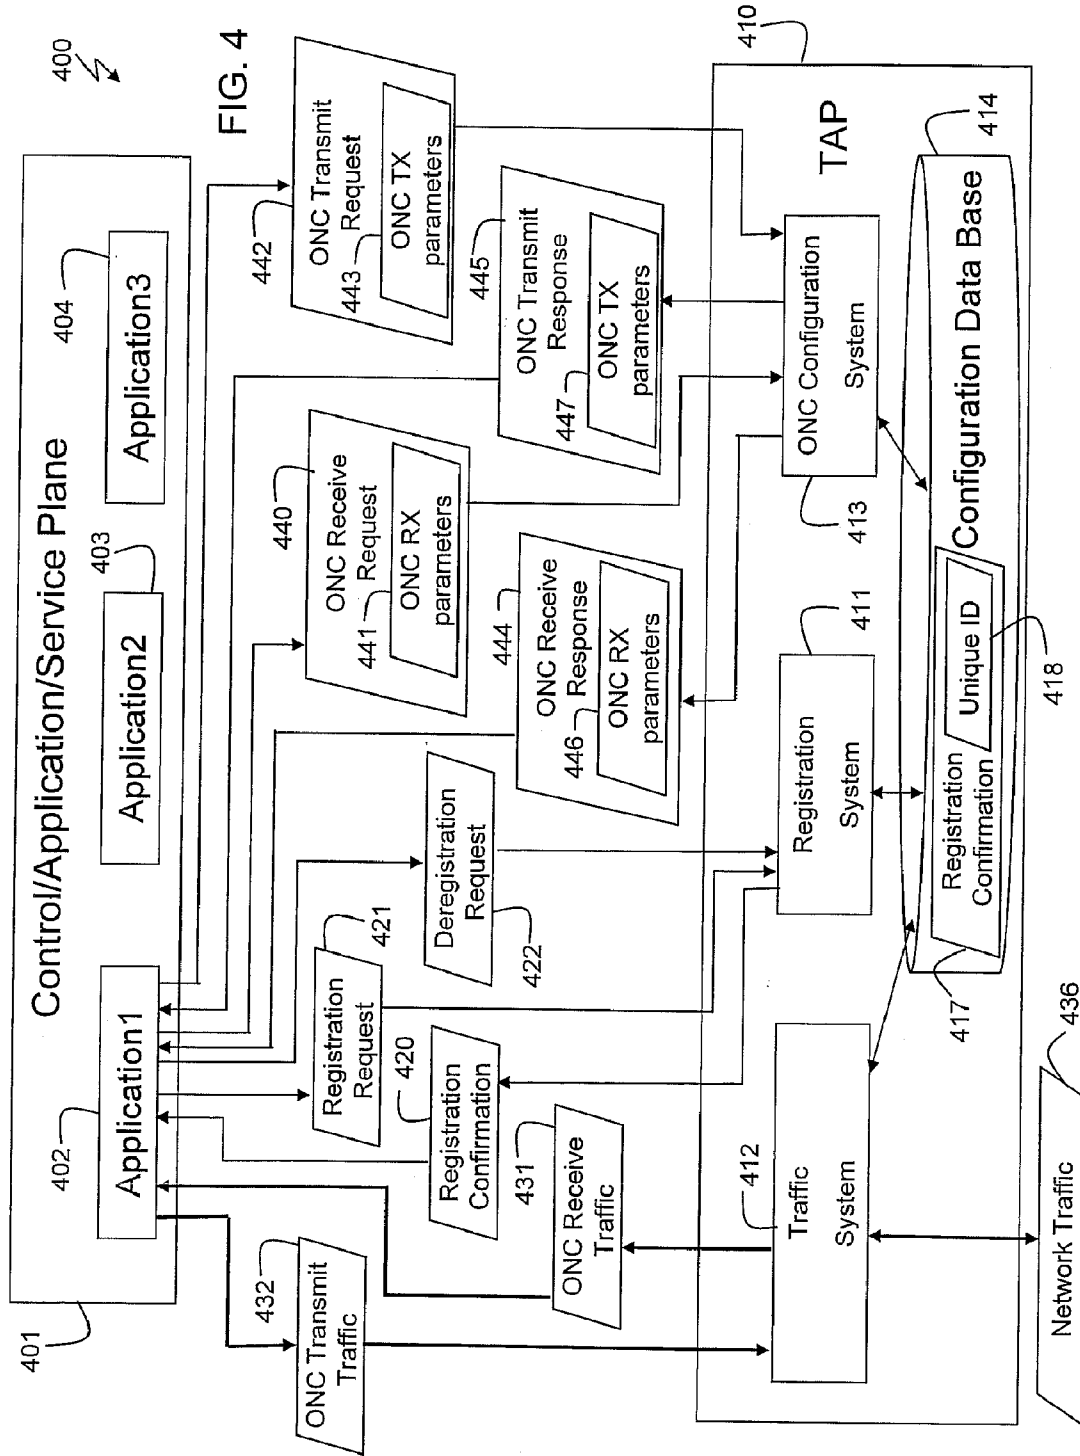 400
FIG. 4
Control/Application/Service Plane
401
402
Application1
403
Application2
404
Application3
432
ONC Transmit
Traffic
431
ONC Receive
Traffic
420
Registration
Confirmation
421
Registration
Request
422
Deregistration
Request
440
ONC Receive
Request
441
ONC RX
parameters
444
ONC Receive
Response
446
ONC RX
parameters
442
ONC Transmit
Request
443
ONC TX
parameters
445
ONC Transmit
Response
447
ONC TX
parameters
410
TAP
412
Traffic
System
411
Registration
System
413
ONC Configuration
System
414
Configuration Data Base
417
Registration
Confirmation
Unique ID
418
436
Network Traffic